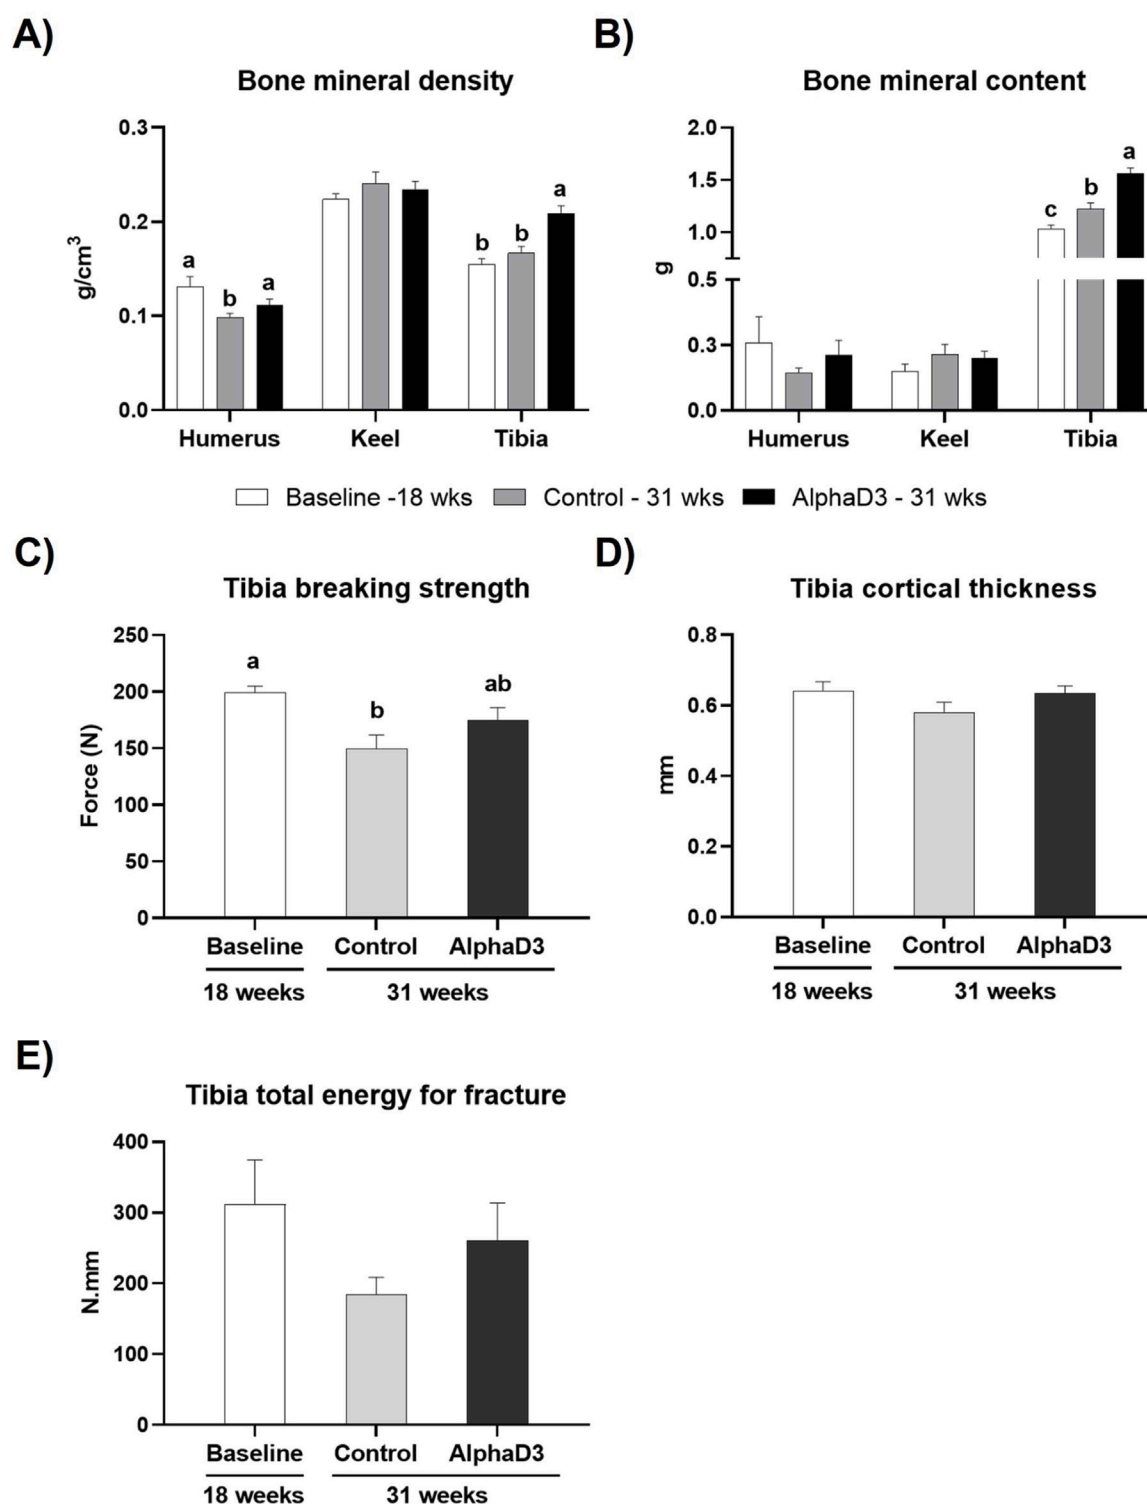 A)
Bone mineral density
g/cm3
0.3
0.2
0.1
0.0
a
b
a
b
b
a
Humerus Keel Tibia
B)
Bone mineral content
g
2.0
1.5
1.0
0.5
0.3
0.0
c
b
a
Humerus Keel Tibia
Baseline -18 wks Control - 31 wks AlphaD3 - 31 wks
C)
Tibia breaking strength
Force (N)
250
200
150
100
50
0
a
b
ab
Baseline Control AlphaD3
18 weeks 31 weeks
D)
Tibia cortical thickness
mm
0.8
0.6
0.4
0.2
0.0
Baseline Control AlphaD3
18 weeks 31 weeks
E)
Tibia total energy for fracture
N.mm
400
300
200
100
0
Baseline Control AlphaD3
18 weeks 31 weeks